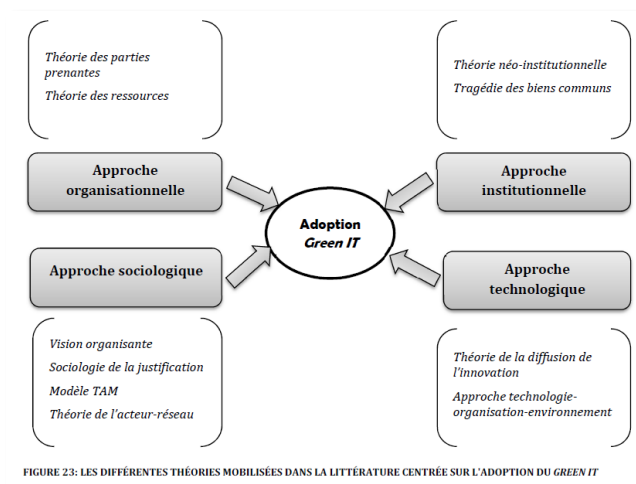 Théorie des parties
prenantes
Théorie des ressources
Théorie néo-institutionnelle
Tragédie des biens communs
Approche
organisationnelle
Approche
institutionnelle
Adoption
Green IT
Approche sociologique
Approche
technologique
Vision organisante
Sociologie de la justification
Modèle TAM
Théorie de l'acteur-réseau
Théorie de la diffusion de
l'innovation
Approche technologie-
organisation-environnement
FIGURE 23: LES DIFFÉRENTES THÉORIES MOBILISÉES DANS LA LITTÉRATURE CENTRÉE SUR L'ADOPTION DU GREEN IT